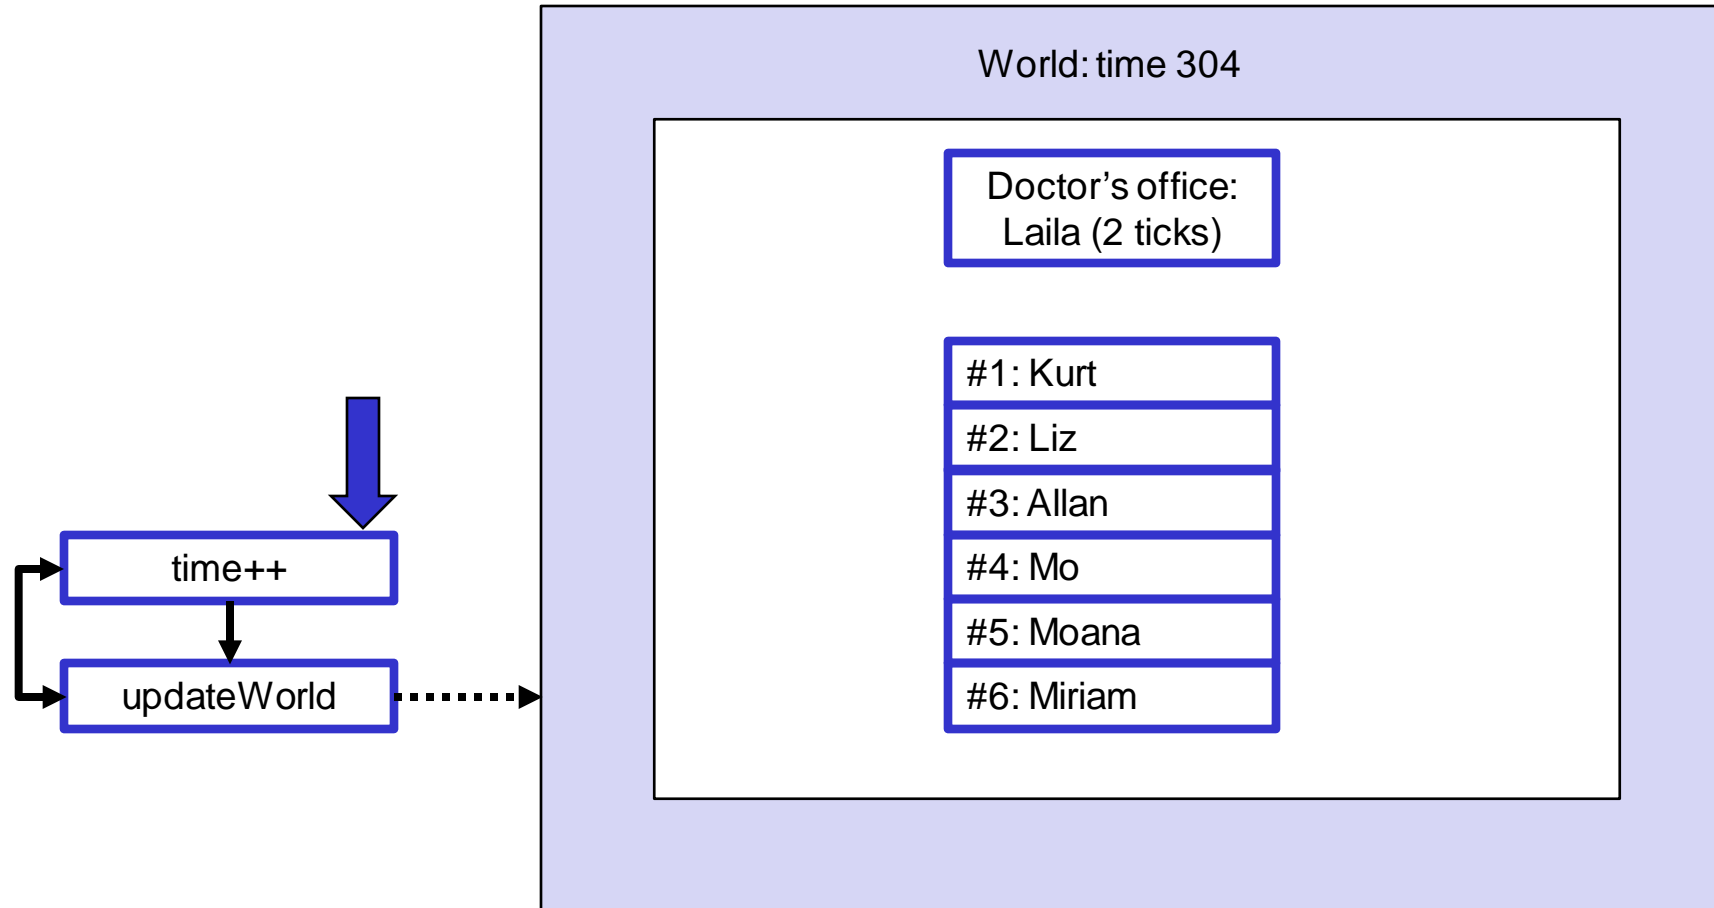 World: time 304
Doctor’s office:
Laila (2 ticks)
#1: Kurt
#2: Liz
#3: Allan
#4: Mo
#5: Moana
#6: Miriam
time++
updateWorld